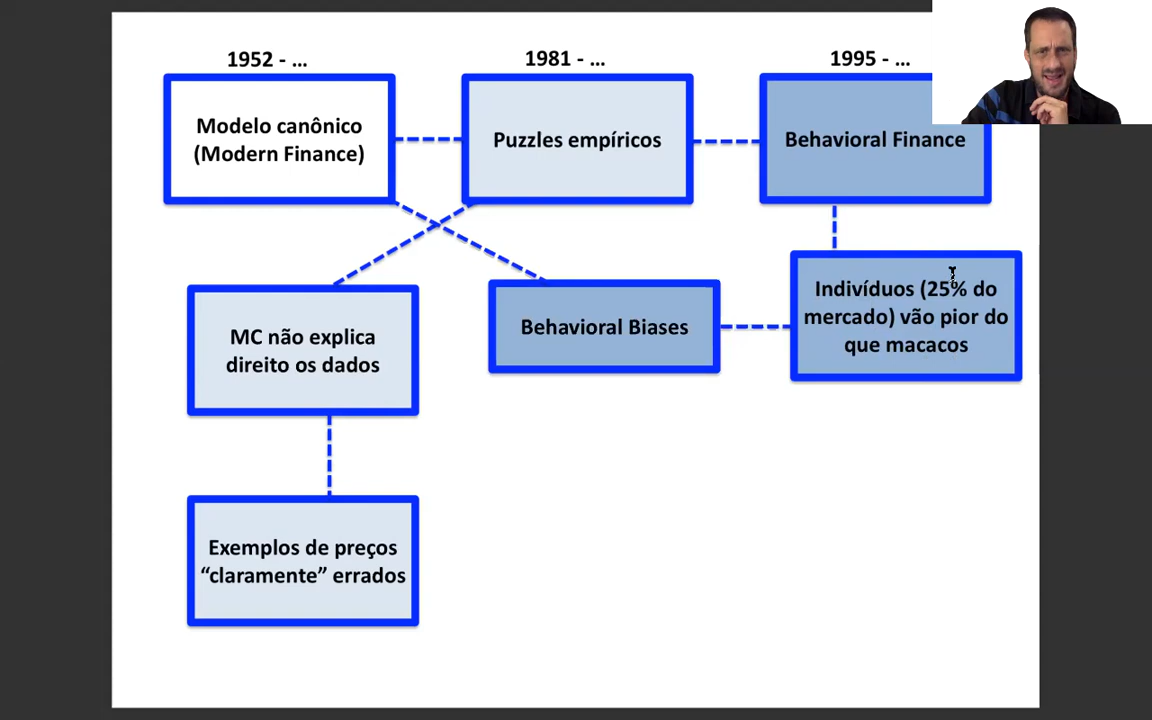 1952 - ...
1981 - ...
1995 - ...
Modelo canônico
(Modern Finance)
Puzzles empíricos
Behavioral Finance
MC não explica
direito os dados
Behavioral Biases
Indivíduos (25% do
mercado) vão pior do
que macacos
Exemplos de preços
“claramente” errados